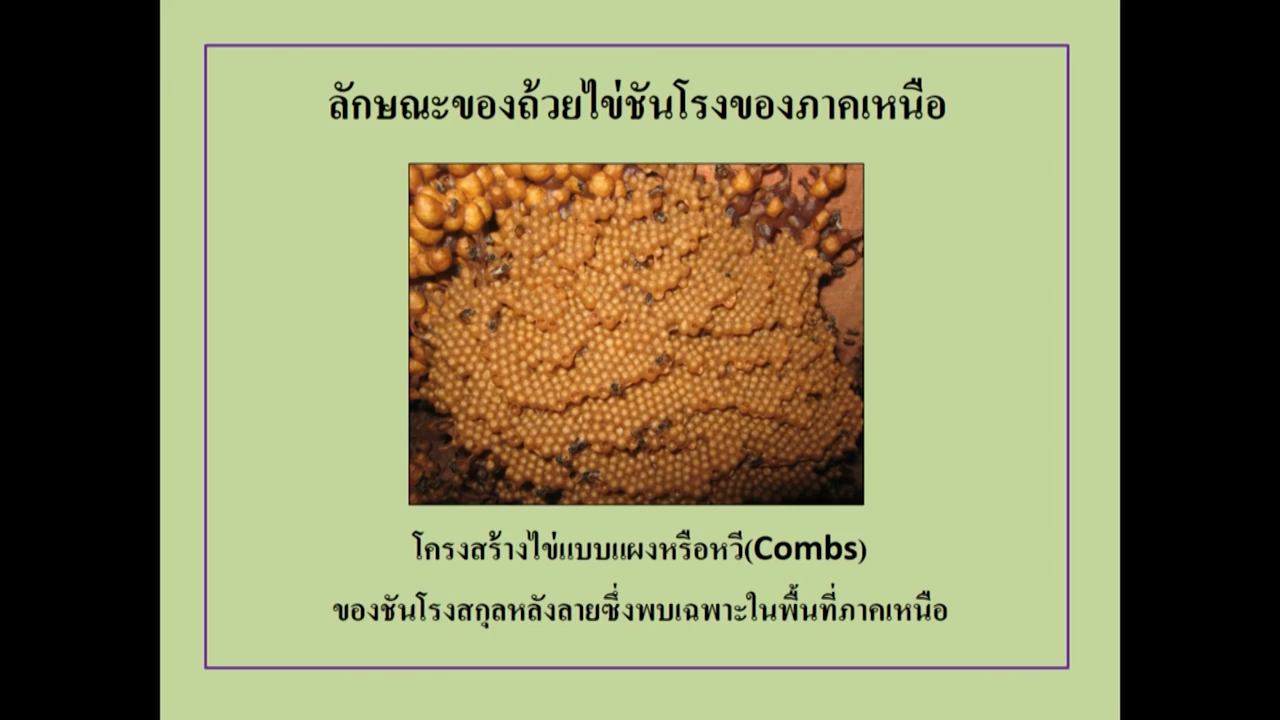 ลักษณะของถ้วยไข่ชันโรงของภาคเหนือ
โครงสร้างไข่แบบแผงหรือหวี(Combs)
ของชันโรงสกุลหลังลายซึ่งพบเฉพาะในพื้นที่ภาคเหนือ